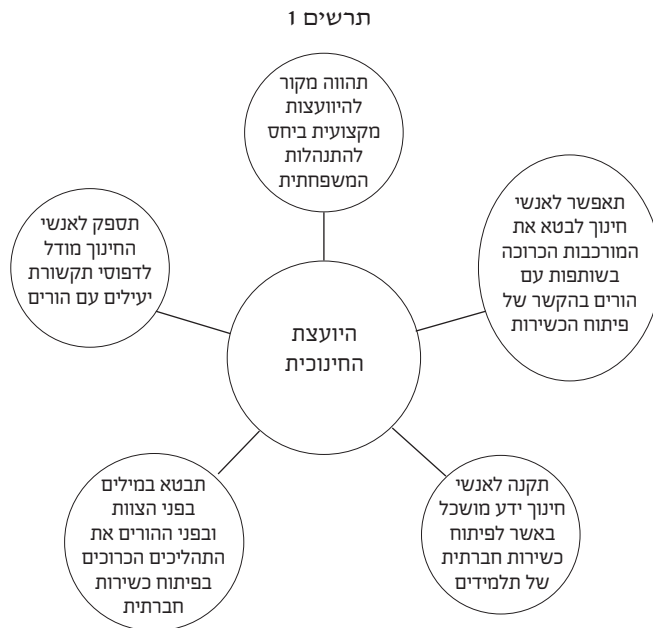 תרשים 1
תהווה מקור
להיוועצות
מקצועית ביחס
להתנהלות
המשפחתית
תאפשר לאנשי
חינוך לבטא את
המורכבות הכרוכה
בשותפות עם
הורים בהקשר של
פיתוח הכשירות
תספק לאנשי
החינוך מודל
לדפוסי תקשורת
יעילים עם הורים
היועצת
החינוכית
תקנה לאנשי
חינוך ידע מושכל
באשר לפיתוח
כשירות חברתית
של תלמידים
תבטא במילים
בפני הצוות
ובפני ההורים את
התהליכים הכרוכים
בפיתוח כשירות
חברתית